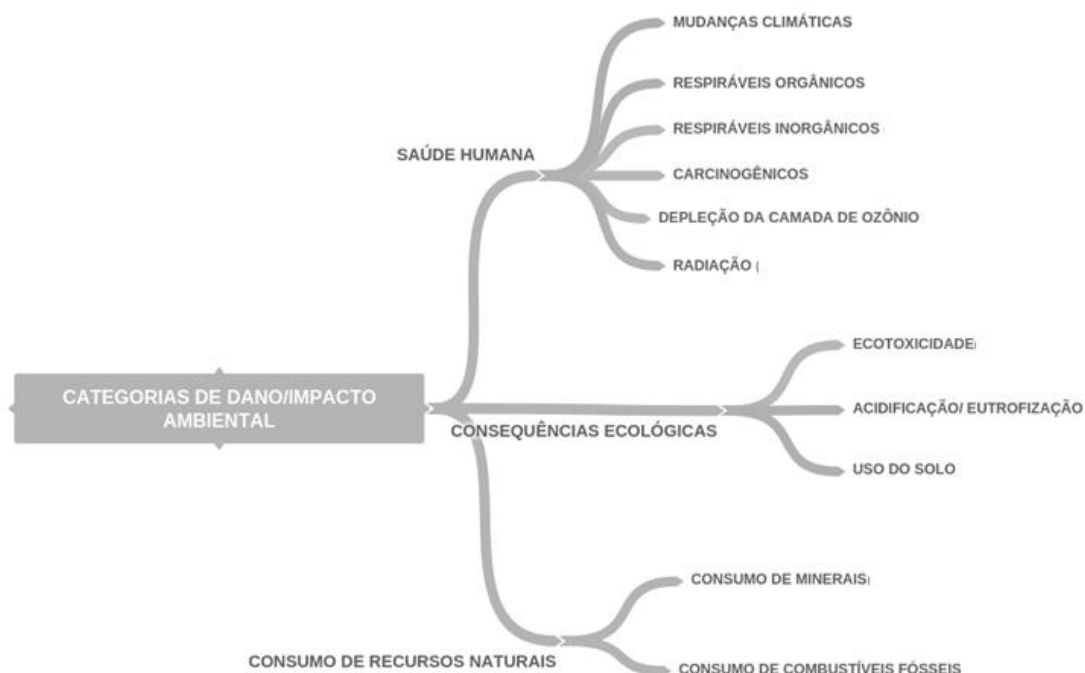 MUDANÇAS CLIMÁTICAS
RESPIRÁVEIS ORGÂNICOS
RESPIRÁVEIS INORGÂNICOS
SAÚDE HUMANA
CARCINOGÊNICOS
DEPLEÇÃO DA CAMADA DE OZÔNIO
RADIAÇÃO (
ECOTOXICIDADE
CATEGORIAS DE DANO/IMPACTO
AMBIENTAL
CONSEQUÊNCIAS ECOLÓGICAS
ACIDIFICAÇÃO/ EUTROFIZAÇÃO
USO DO SOLO
CONSUMO DE MINERAIS
CONSUMO DE RECURSOS NATURAIS
CONSUMO DE COMBUSTÍVEIS FÓSSEIS